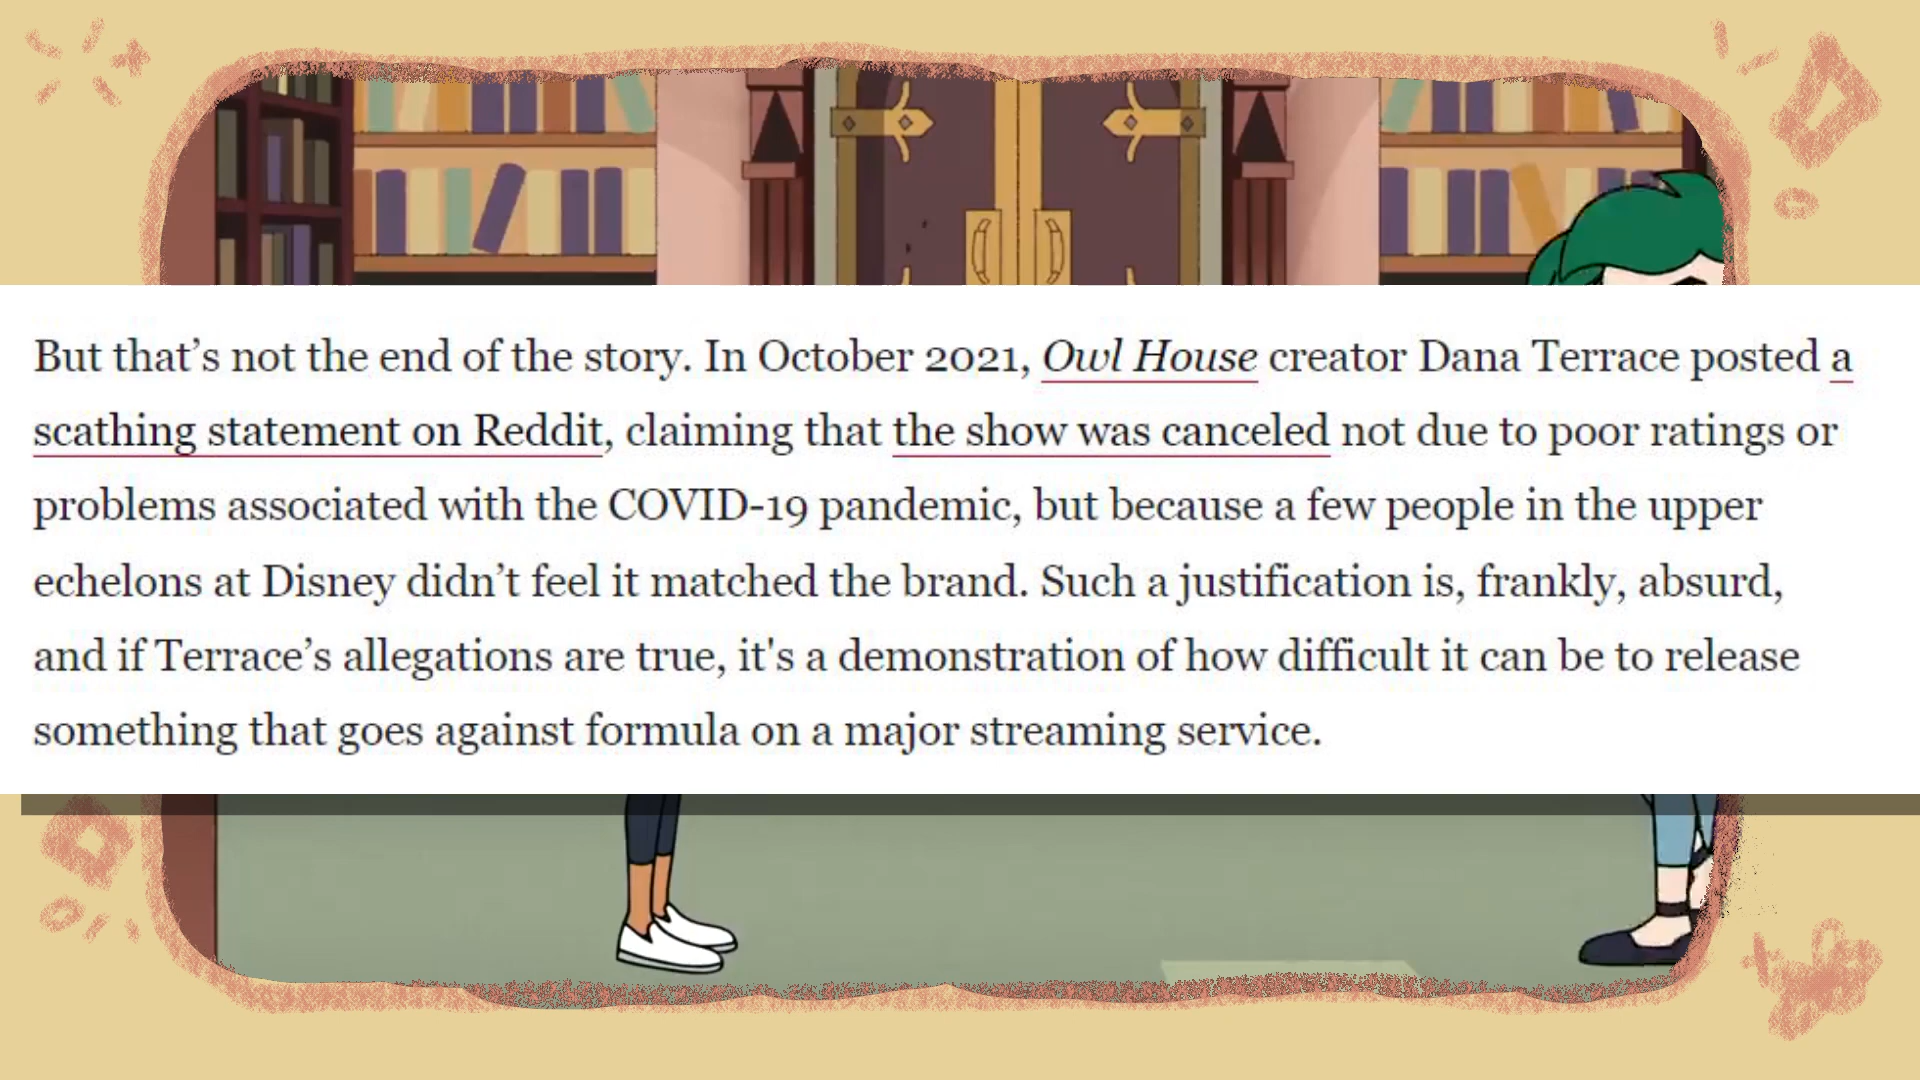 But that’s not the end of the story. In October 2021, Owl House creator Dana Terrace posted a
scathing statement on Reddit, claiming that the show was canceled not due to poor ratings or
problems associated with the COVID-19 pandemic, but because a few people in the upper
echelons at Disney didn’t feel it matched the brand. Such a justification is, frankly, absurd,
and if Terrace’s allegations are true, it's a demonstration of how difficult it can be to release
something that goes against formula on a major streaming service.